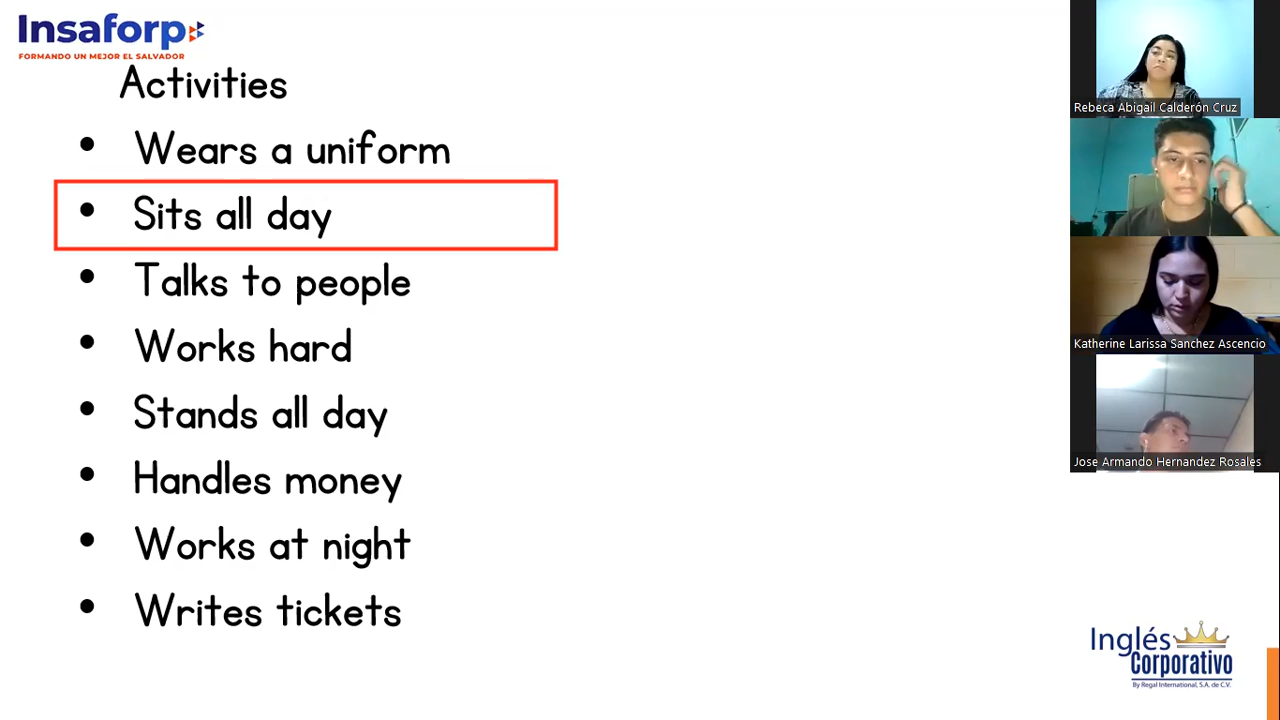 Insaforp
FORMANDO UN MEJOR EL SALVADOR
Activities
• Wears a uniform
• Sits all day
• Talks to people
• Works hard
• Stands all day
• Handles money
• Works at night
• Writes tickets
Rebeca Abigail Calderón Cruz
Katherine Larissa Sanchez Ascencio
Jose Armando Hernandez Rosales
Inglés
Corporativo
By Regal International, S.A. de C.V.